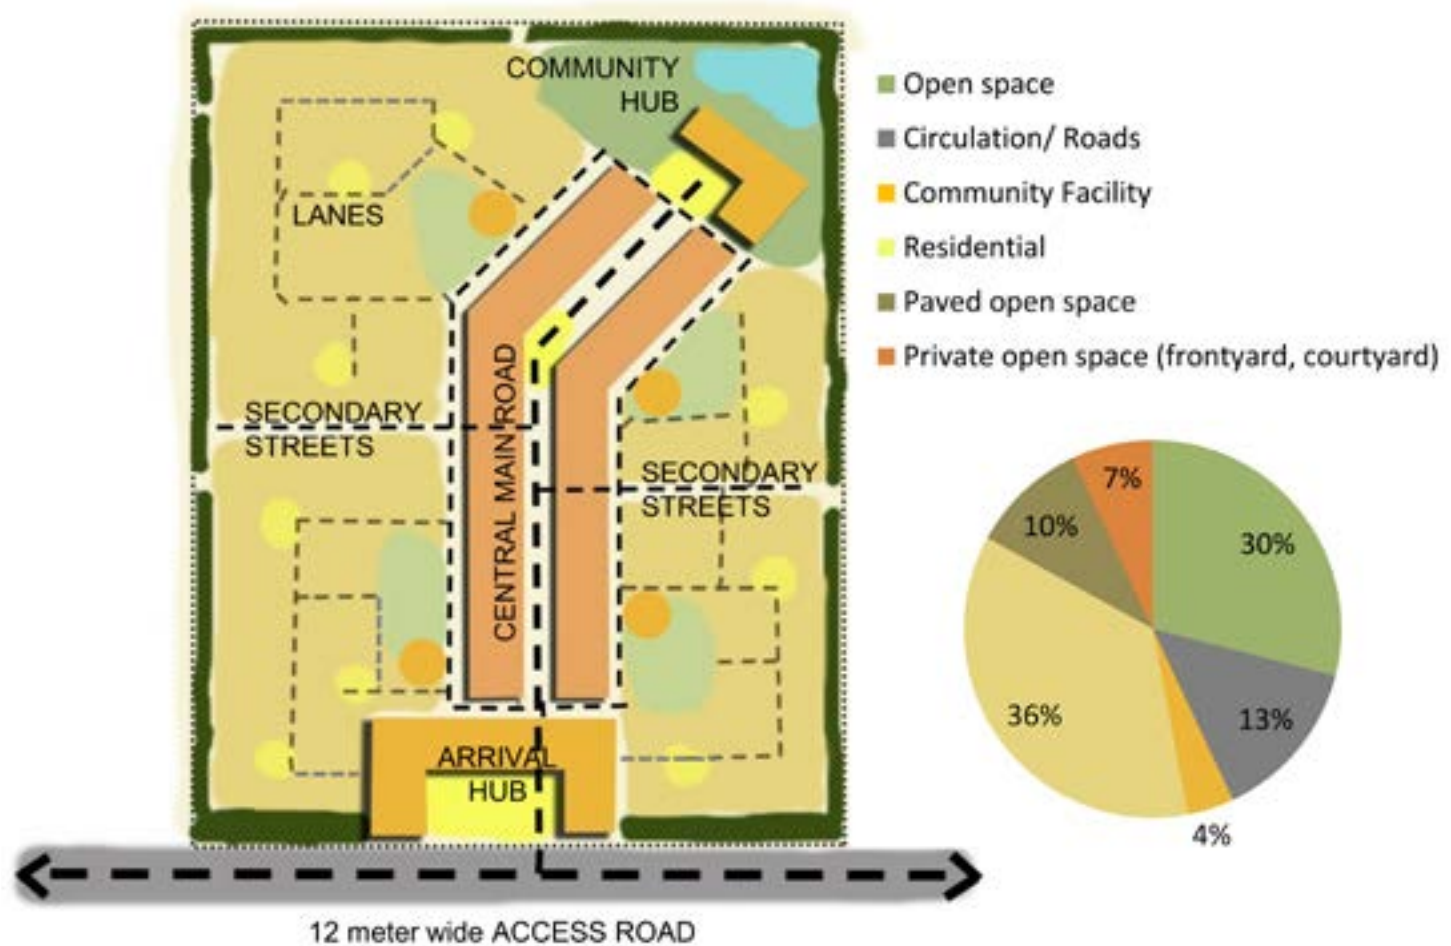 COMMUNITY
HUB
LANES
SECONDARY
STREETS
CENTRAL MAIN ROAD
SECONDARY
STREETS
ARRIVAL
HUB
12 meter wide ACCESS ROAD
Open space
Circulation/ Roads
Community Facility
Residential
Paved open space
Private open space (frontyard, courtyard)
7%
10%
30%
36%
13%
4%